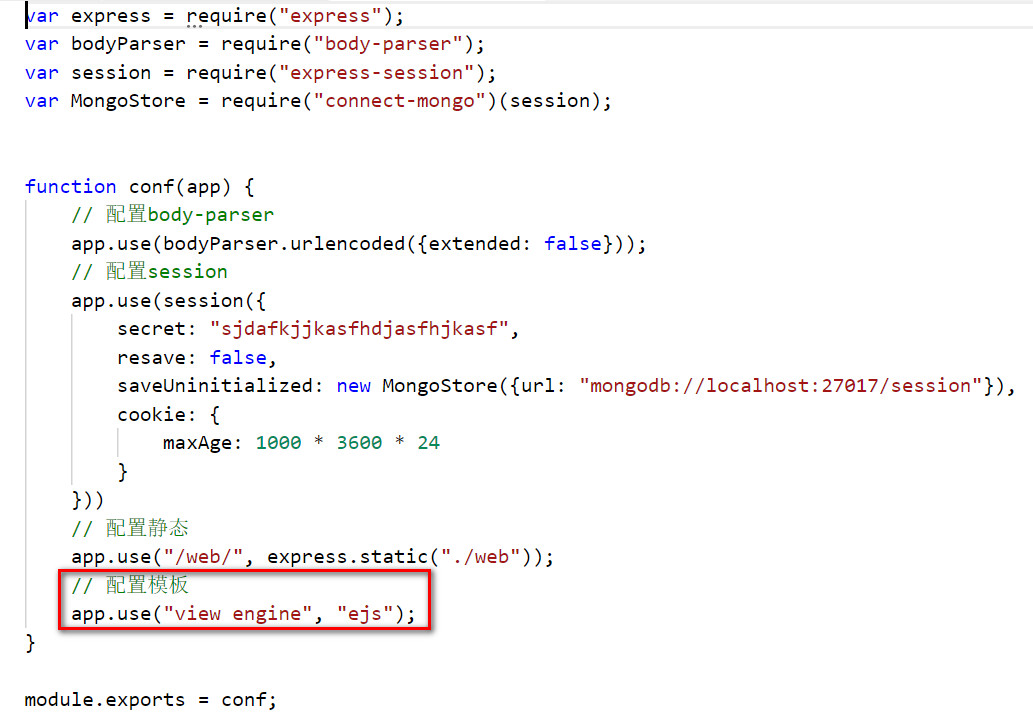 var express = require("express");
var bodyParser = require("body-parser");
var session = require("express-session");
var MongoStore = require("connect-mongo")(session);
function conf(app) {
// 配置body-parser
app.use(bodyParser.urlencoded({extended: false}));
// 配置session
app.use(session({
secret: "sjdafkjjkasfhdjasfhjkasf",
resave: false,
saveUninitialized: new MongoStore({url: "mongodb://localhost:27017/session"}),
cookie: {
maxAge: 1000 * 3600 * 24
}
}))
// 配置静态
app.use("/web/", express.static("./web"));
// 配置模板
app.use("view engine", "ejs");
}
module.exports = conf;